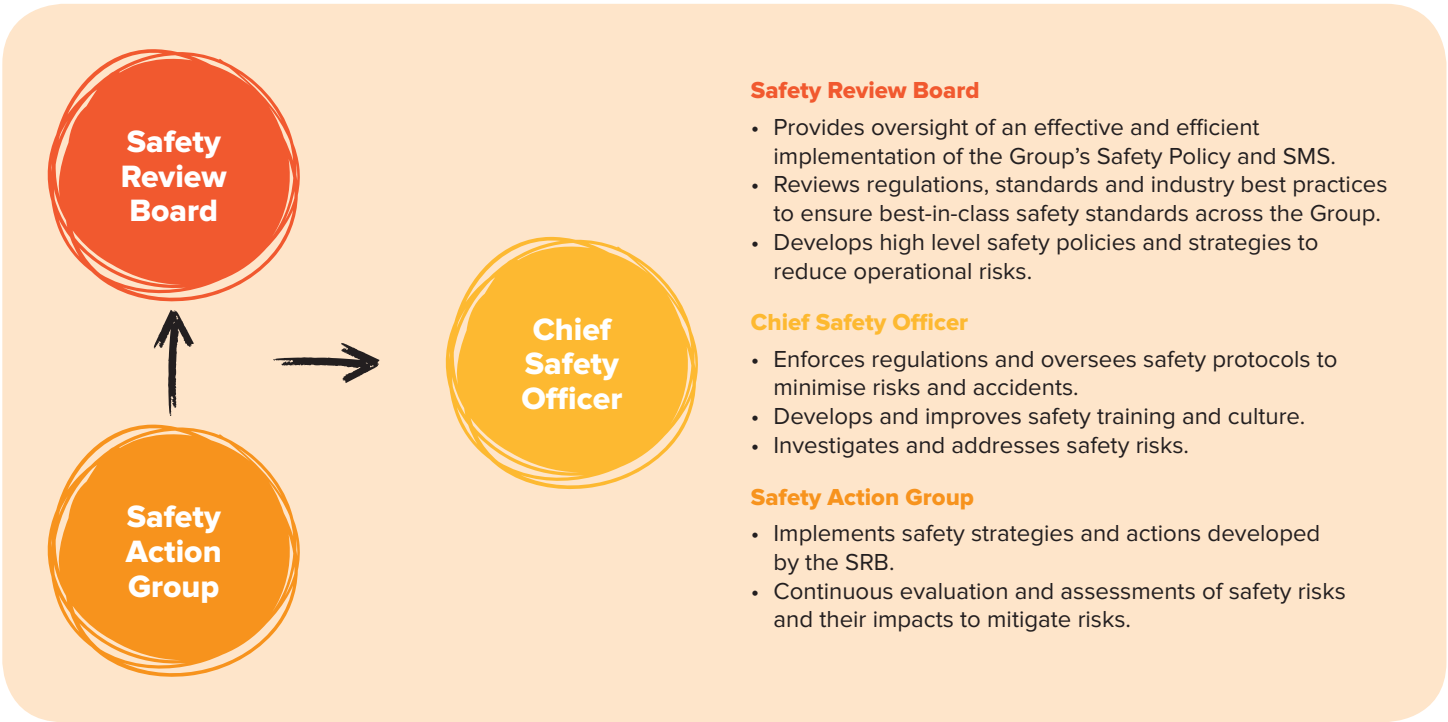 Safety
Review
Board
Chief
Safety
Officer
Safety
Action
Group
Safety Review Board
• Provides oversight of an effective and efficient
implementation of the Group’s Safety Policy and SMS.
• Reviews regulations, standards and industry best practices
to ensure best-in-class safety standards across the Group.
• Develops high level safety policies and strategies to
reduce operational risks.
Chief Safety Officer
• Enforces regulations and oversees safety protocols to
minimise risks and accidents.
• Develops and improves safety training and culture.
• Investigates and addresses safety risks.
Safety Action Group
• Implements safety strategies and actions developed
by the SRB.
• Continuous evaluation and assessments of safety risks
and their impacts to mitigate risks.